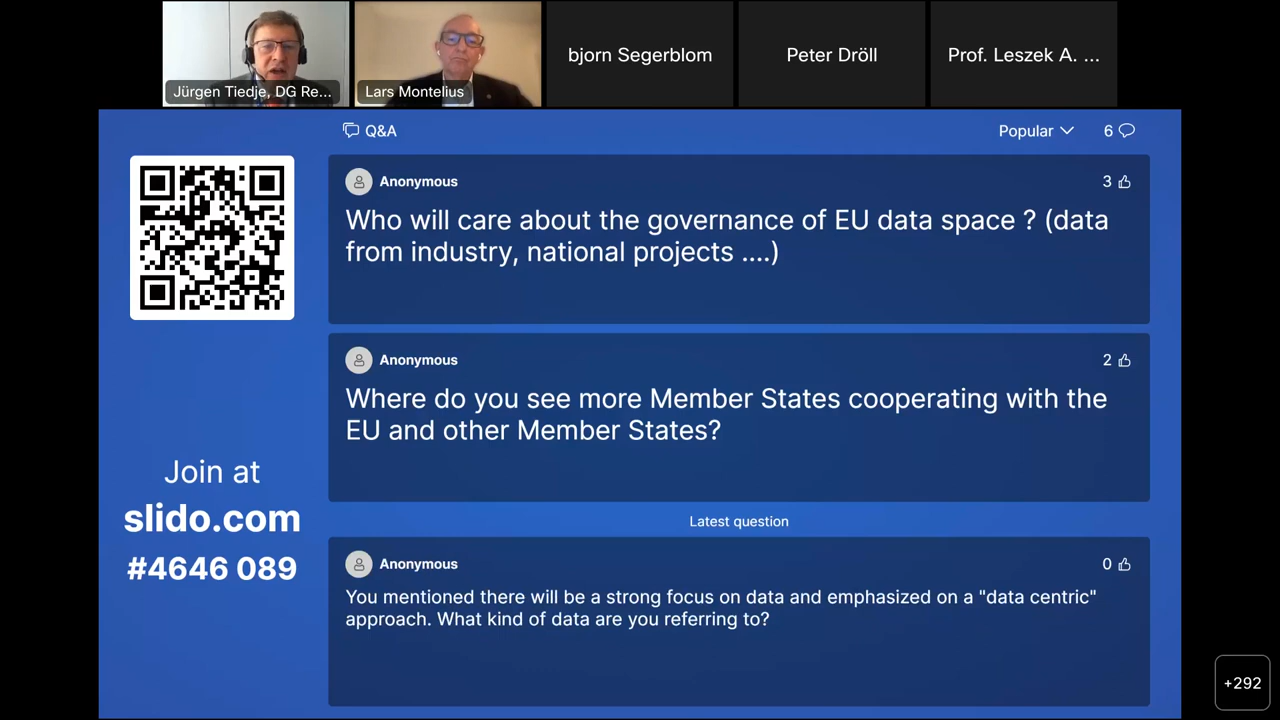 Jürgen Tiedje, DG Re...
Lars Montelius
bjorn Segerblom
Peter Dröll
Prof. Leszek A. ...
Q&A
Popular
6
Anonymous
3
Who will care about the governance of EU data space ? (data
from industry, national projects ....)
Anonymous
2
Where do you see more Member States cooperating with the
EU and other Member States?
Join at
slido.com
#4646 089
Latest question
Anonymous
0
You mentioned there will be a strong focus on data and emphasized on a "data centric"
approach. What kind of data are you referring to?
+292